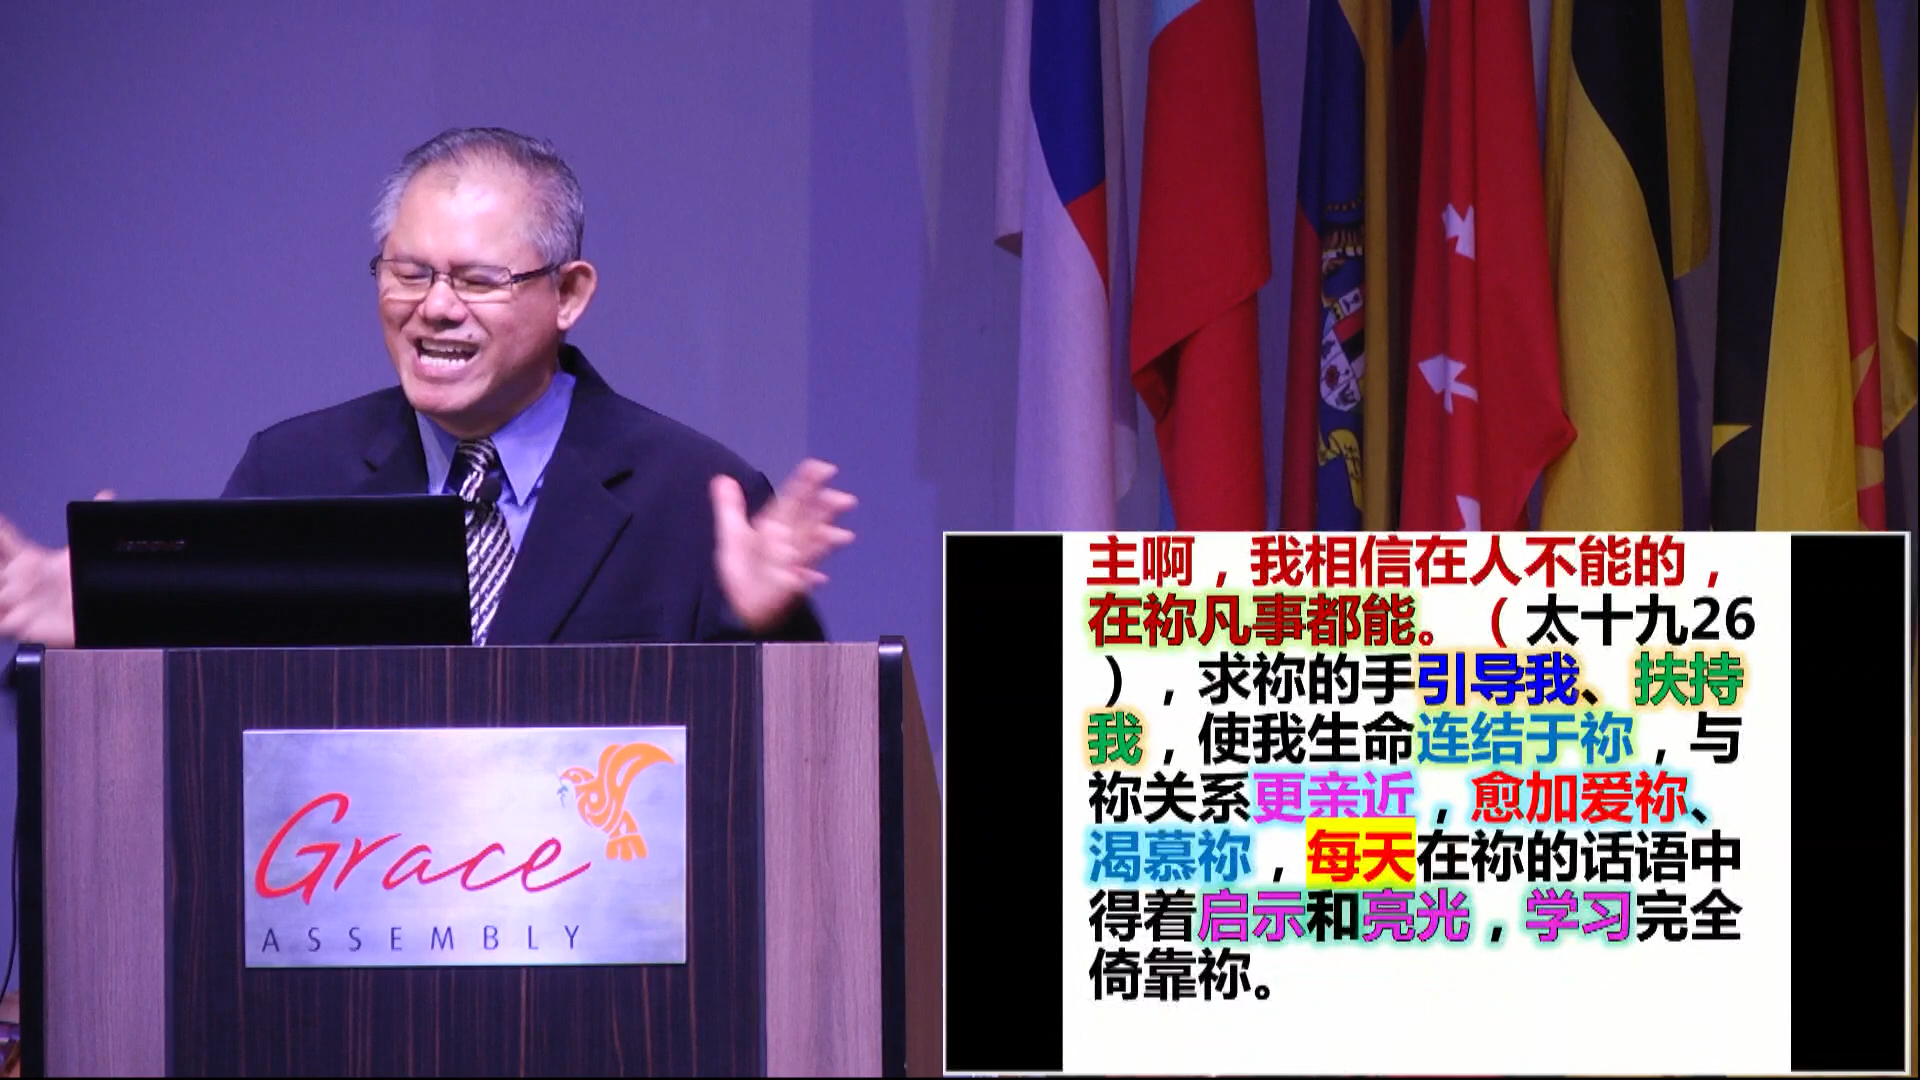 lenovo
Grace
ASSEMBLY
主啊，我相信在人不能的，
在祢凡事都能。（太十九26
），求祢的手引导我、扶持
我，使我生命连结于祢，与
祢关系更亲近，愈加爱祢、
渴慕祢，每天在祢的话语中
得着启示和亮光，学习完全
倚靠祢。